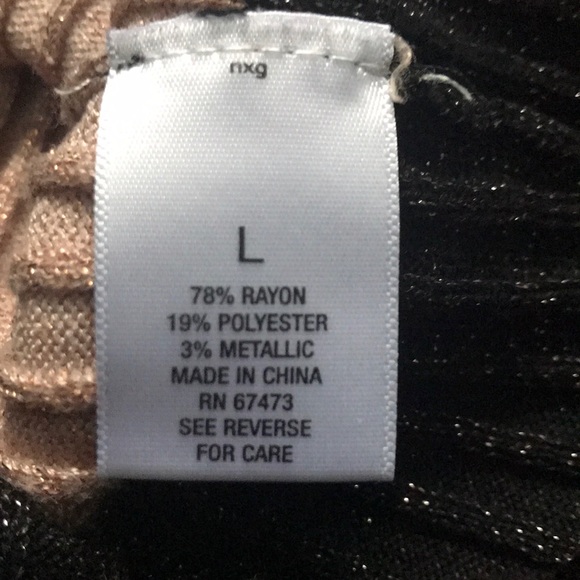 nxg
L
78% RAYON
19% POLYESTER
3% METALLIC
MADE IN CHINA
RN 67473
SEE REVERSE
FOR CARE